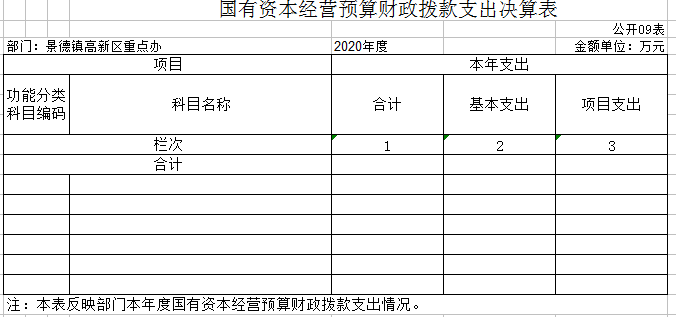 国有资本经营预算财政拨款支出决算表
公开09表
部门：景德镇高新区重点办 2020年度 金额单位：万元
项目 本年支出
功能分类
科目编码 科目名称 合计 基本支出 项目支出
栏次 1 2 3
合计
注：本表反映部门本年度国有资本经营预算财政拨款支出情况。